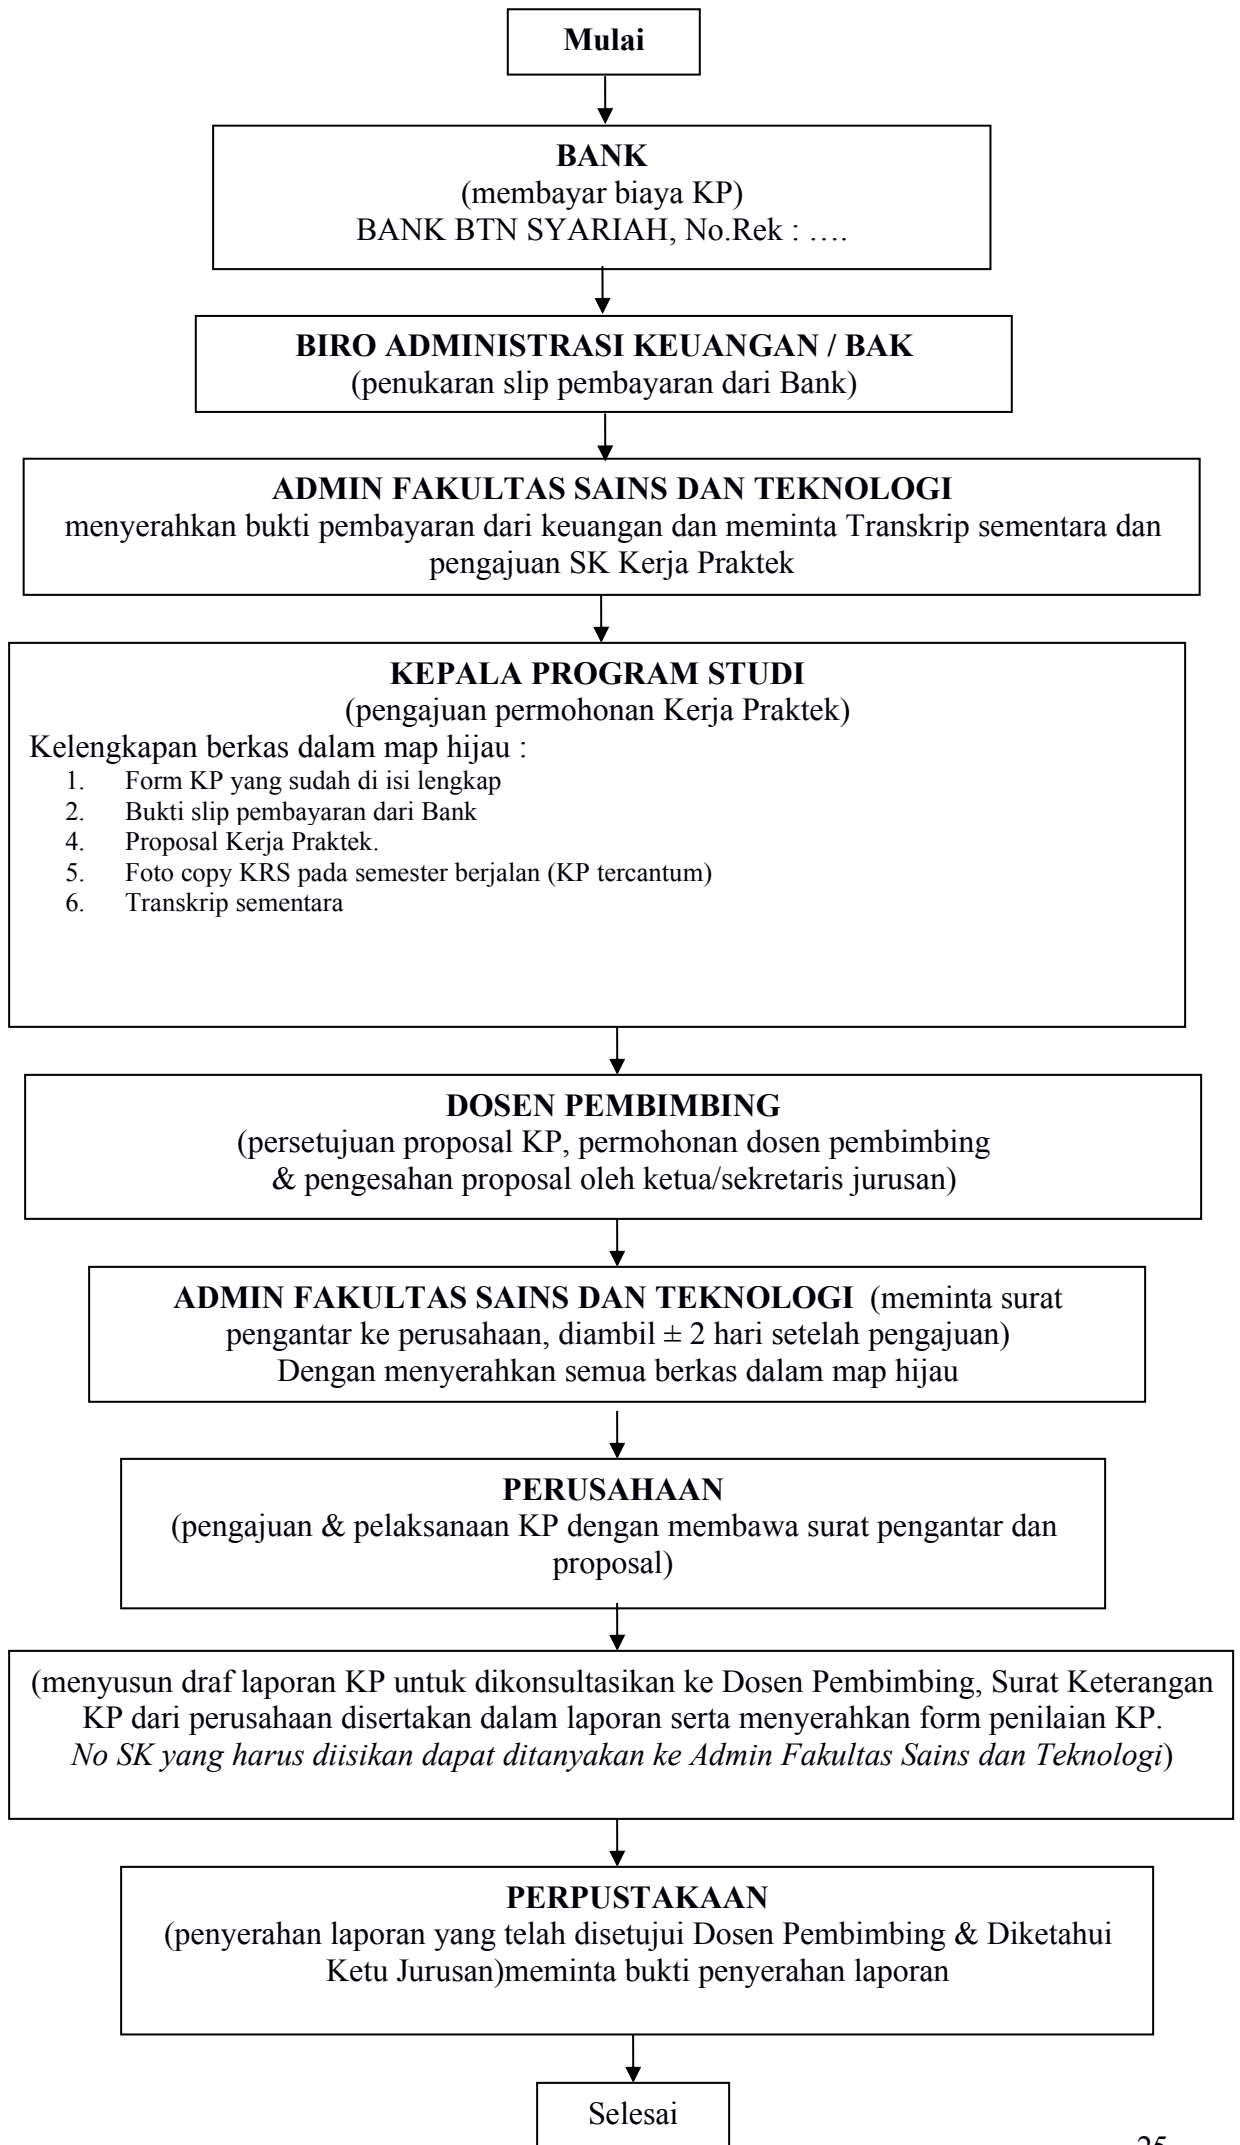 Mulai
BANK
(membayar biaya KP)
BANK BTN SYARIAH, No.Rek : ….
BIRO ADMINISTRASI KEUANGAN / BAK
(penukaran slip pembayaran dari Bank)
ADMIN FAKULTAS SAINS DAN TEKNOLOGI
menyerahkan bukti pembayaran dari keuangan dan meminta Transkrip sementara dan
pengajuan SK Kerja Praktek
KEPALA PROGRAM STUDI
(pengajuan permohonan Kerja Praktek)
Kelengkapan berkas dalam map hijau :
1. Form KP yang sudah di isi lengkap
2. Bukti slip pembayaran dari Bank
4. Proposal Kerja Praktek.
5. Foto copy KRS pada semester berjalan (KP tercantum)
6. Transkrip sementara
DOSEN PEMBIMBING
(persetujuan proposal KP, permohonan dosen pembimbing
& pengesahan proposal oleh ketua/sekretaris jurusan)
ADMIN FAKULTAS SAINS DAN TEKNOLOGI (meminta surat
pengantar ke perusahaan, diambil ± 2 hari setelah pengajuan)
Dengan menyerahkan semua berkas dalam map hijau
PERUSAHAAN
(pengajuan & pelaksanaan KP dengan membawa surat pengantar dan
proposal)
(menyusun draf laporan KP untuk dikonsultasikan ke Dosen Pembimbing, Surat Keterangan
KP dari perusahaan disertakan dalam laporan serta menyerahkan form penilaian KP.
No SK yang harus diisikan dapat ditanyakan ke Admin Fakultas Sains dan Teknologi)
PERPUSTAKAAN
(penyerahan laporan yang telah disetujui Dosen Pembimbing & Diketahui
Ketu Jurusan)meminta bukti penyerahan laporan
Selesai
25